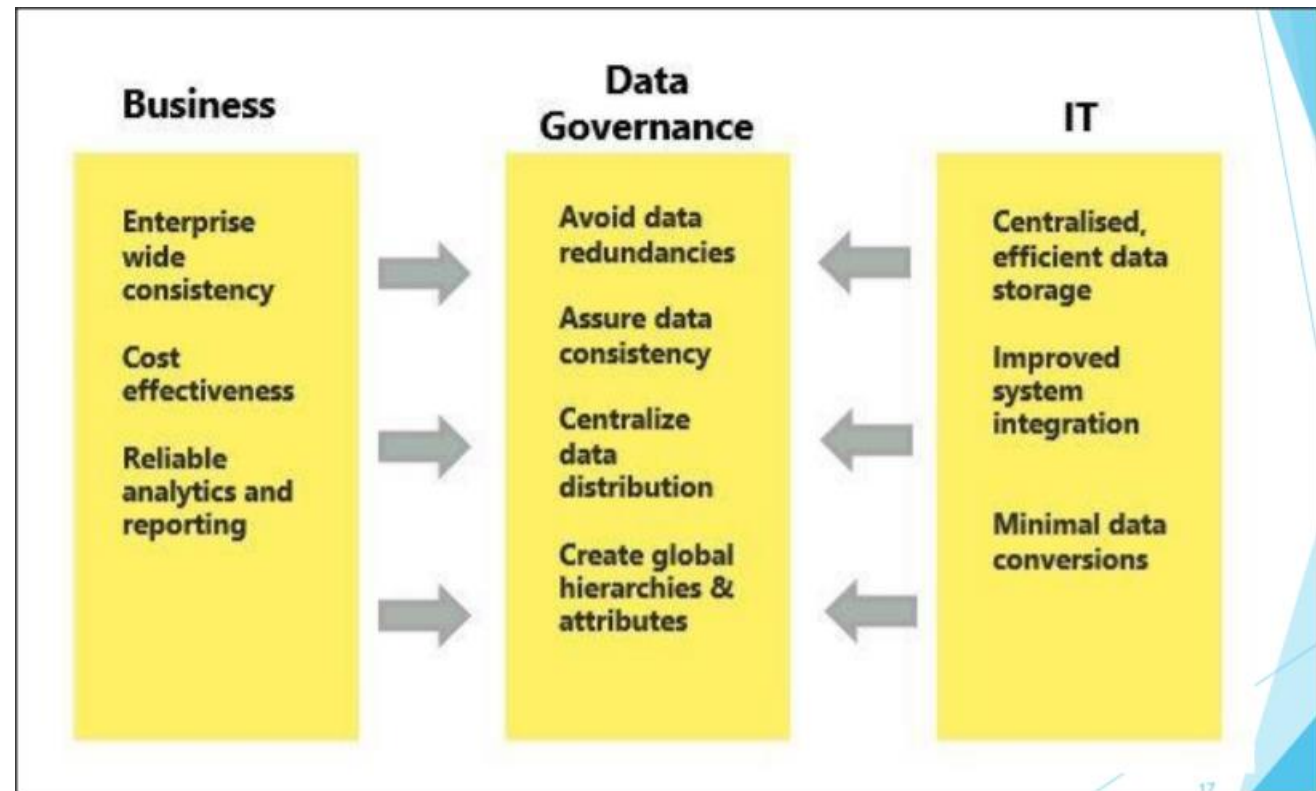 Business
Enterprise
wide
consistency
Cost
effectiveness
Reliable
analytics and
reporting
Data
Governance
Avoid data
redundancies
Assure data
consistency
Centralize
data
distribution
Create global
hierarchies &
attributes
IT
Centralised,
efficient data
storage
Improved
system
integration
Minimal data
conversions
17